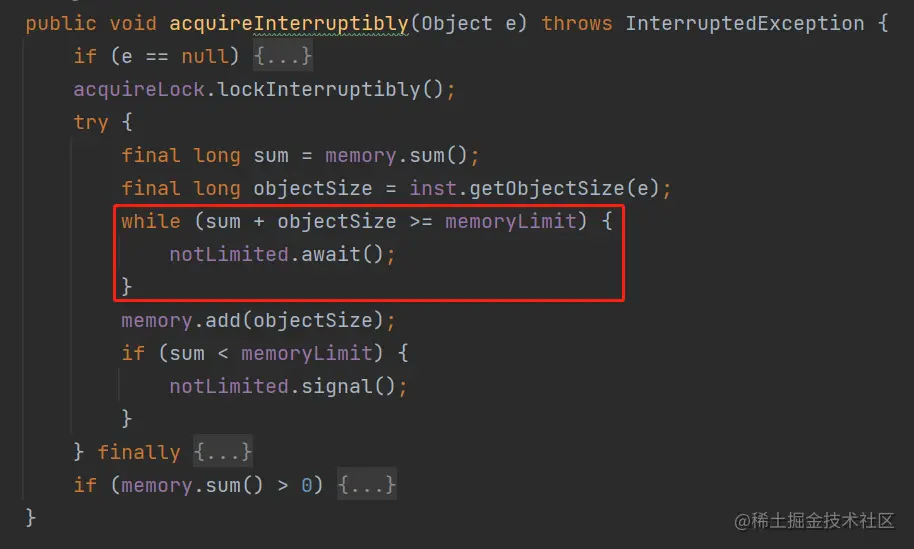 public void acquireInterruptibly(Object e) throws InterruptedException {
    if (e == null) {...}
    acquireLock.lockInterruptibly();
    try {
        final long sum = memory.sum();
        final long objectSize = inst.getObjectSize(e);
        while (sum + objectSize >= memoryLimit) {
            notLimited.await();
        }
        memory.add(objectSize);
        if (sum < memoryLimit) {
            notLimited.signal();
        }
    } finally {...}
    if (memory.sum() > 0) {...}
}
@稀土掘金技术社区